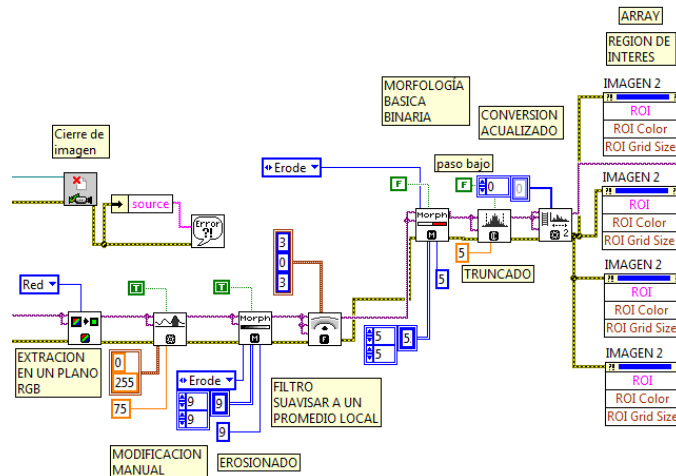 ARRAY
REGION DE
INTERES
MORFOLOGÍA
BASICA
BINARIA
CONVERSION
ACUALIZADO
IMAGEN 2
ROI
ROI Color
ROI Grid Size
Cierre de
imagen
Erode
paso bajo
F
F
0
0
source
Error
?!
Morph
M
2
IMAGEN 2
ROI
ROI Color
ROI Grid Size
3
0
3
5
5
TRUNCADO
Red
T
T
IMAGEN 2
ROI
ROI Color
ROI Grid Size
Morph
M
F
5
5
5
EXTRACION
EN UN PLANO
RGB
0
255
75
Erode
9
9
9
9
FILTRO
SUAVISAR A UN
PROMEDIO LOCAL
IMAGEN 2
ROI
ROI Color
ROI Grid Size
MODIFICACION
MANUAL
EROSIONADO